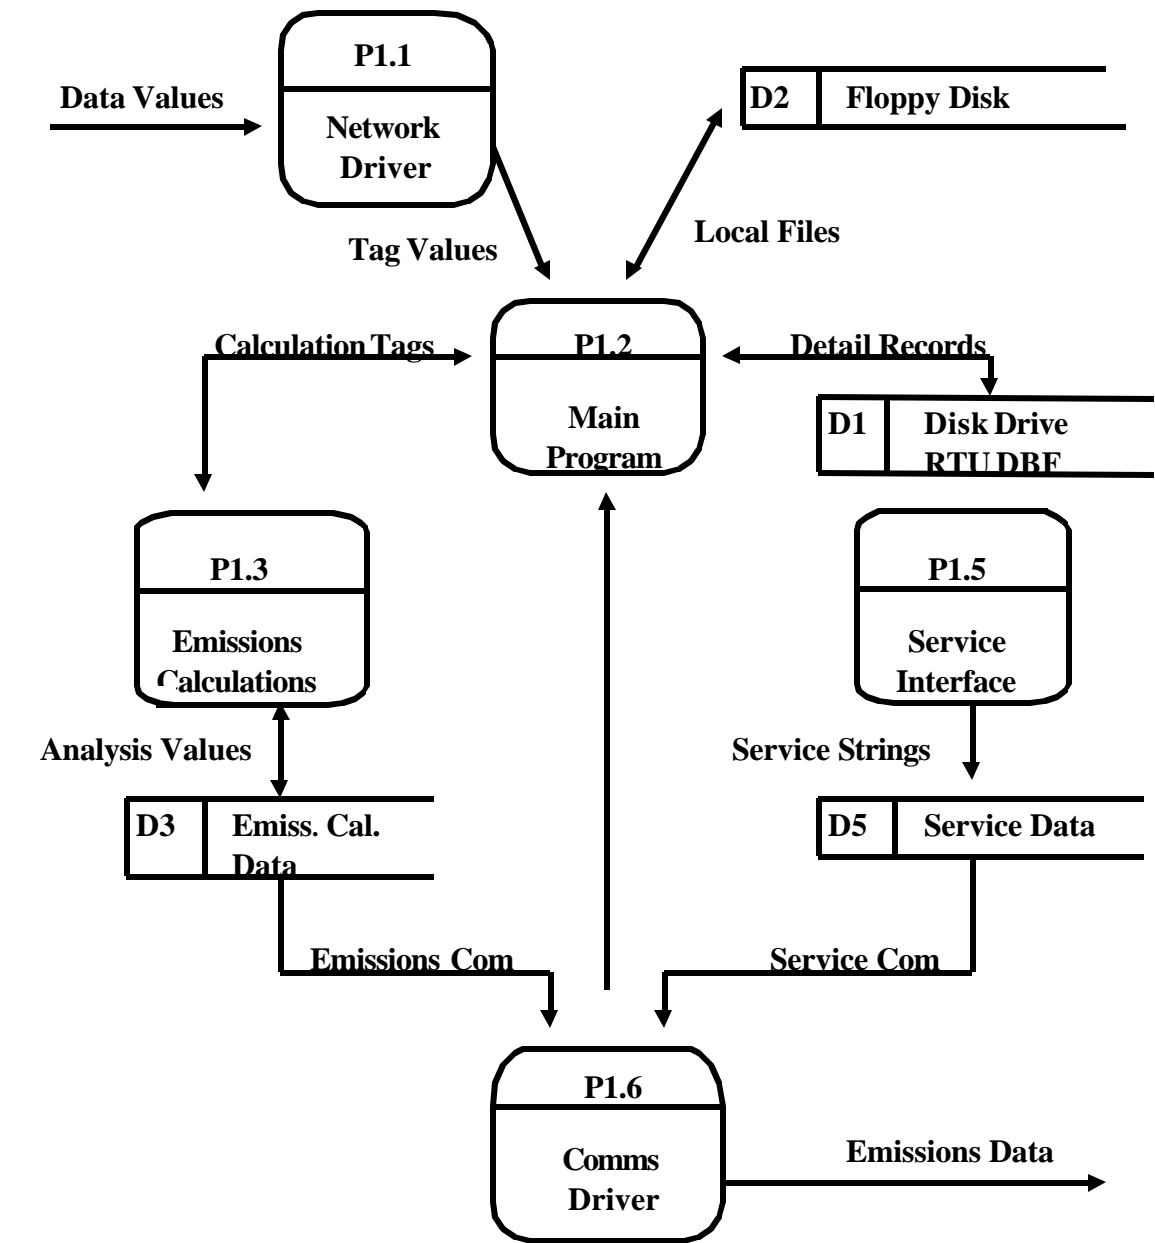 P1.1
Data Values
Network
Driver
D2 Floppy Disk
Tag Values
Local Files
Calculation Tags
P1.2
Detail Records
Main
Program
D1 Disk Drive
RTU DBF
P1.3
Emissions
Calculations
P1.5
Service
Interface
Analysis Values
Service Strings
D3 Emiss. Cal.
Data
D5 Service Data
Emissions Com
Service Com
P1.6
Comms
Driver
Emissions Data